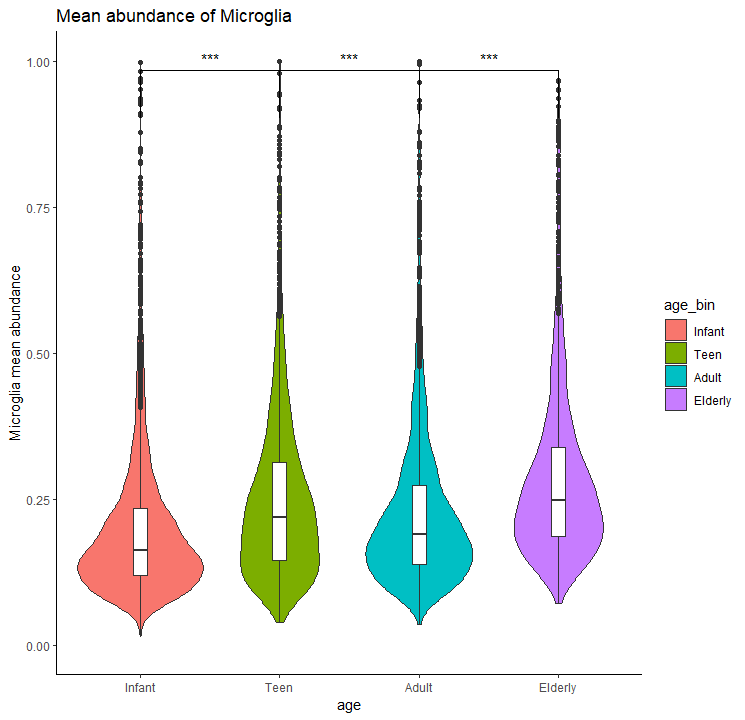 Mean abundance of Microglia
*** *** ***
1.00
0.75
0.50
0.25
0.00
Microglia mean abundance
Infant Teen Adult Elderly
age
age_bin
Infant
Teen
Adult
Elderly